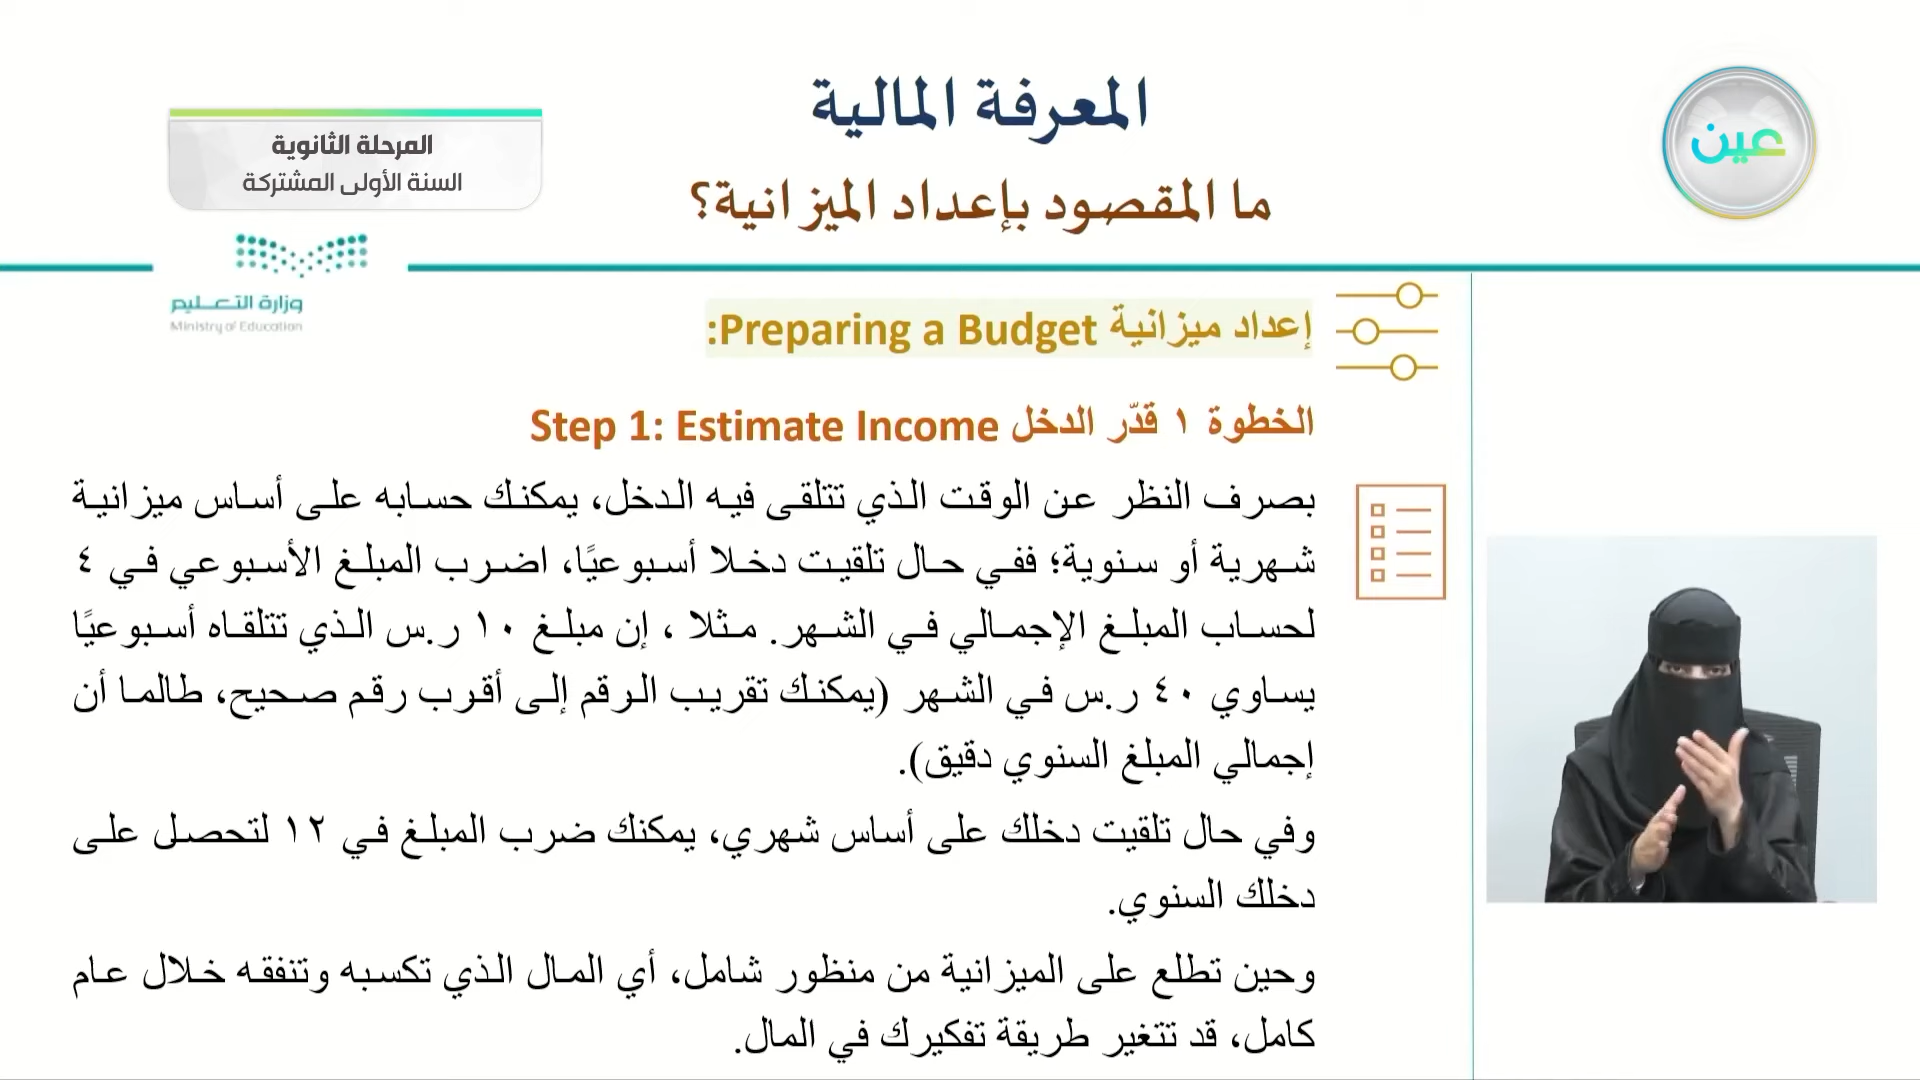 المعرفة المالية
ما المقصود بإعداد الميزانية؟
عين
المرحلة الثانوية
السنة الأولى المشتركة
وزارة التعليم
Ministry of Education
إعداد ميزانية Preparing a Budget:
الخطوة ١ قدّر الدخل Step 1: Estimate Income
بصرف النظر عن الوقت الذي تتلقى فيه الدخل، يمكنك حسابه على أساس ميزانية
شهرية أو سنوية؛ ففي حال تلقيت دخلا أسبوعيًا، اضرب المبلغ الأسبوعي في ٤
لحساب المبلغ الإجمالي في الشهر. مثلا ، إن مبلغ ١٠ ر.س الذي تتلقاه أسبوعيًا
يساوي ٤٠ ر.س في الشهر (يمكنك تقريب الرقم إلى أقرب رقم صحيح، طالما أن
إجمالي المبلغ السنوي دقيق).
وفي حال تلقيت دخلك على أساس شهري، يمكنك ضرب المبلغ في ١٢ لتحصل على
دخلك السنوي.
وحين تطلع على الميزانية من منظور شامل، أي المال الذي تكسبه وتنفقه خلال عام
كامل، قد تتغير طريقة تفكيرك في المال.